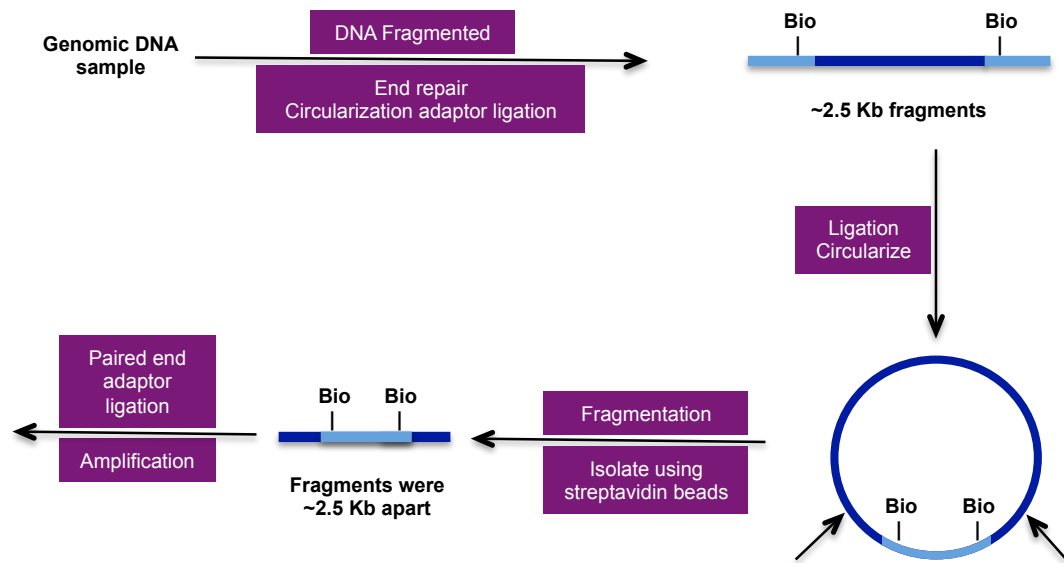 Genomic DNA
sample
DNA Fragmented
End repair
Circularization adaptor ligation
Bio
Bio
~2.5 Kb fragments
Ligation
Circularize
Bio
Bio
Fragmentation
Isolate using
streptavidin beads
Bio
Bio
Fragments were
~2.5 Kb apart
Paired end
adaptor
ligation
Amplification